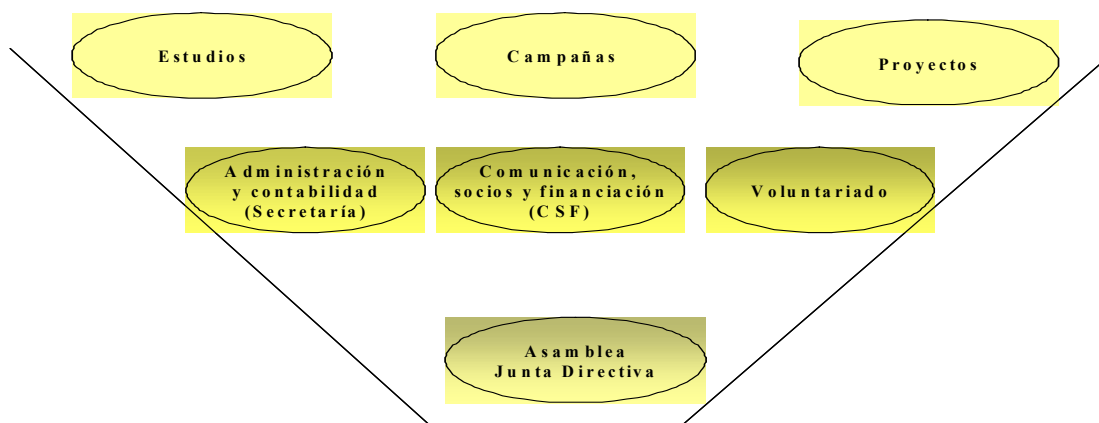 Estudios
Campañas
Proyectos
Administración
y contabilidad
(Secretaría)
Comunicación,
socios y financiación
(CSF)
Voluntariado
Asamblea
Junta Directiva